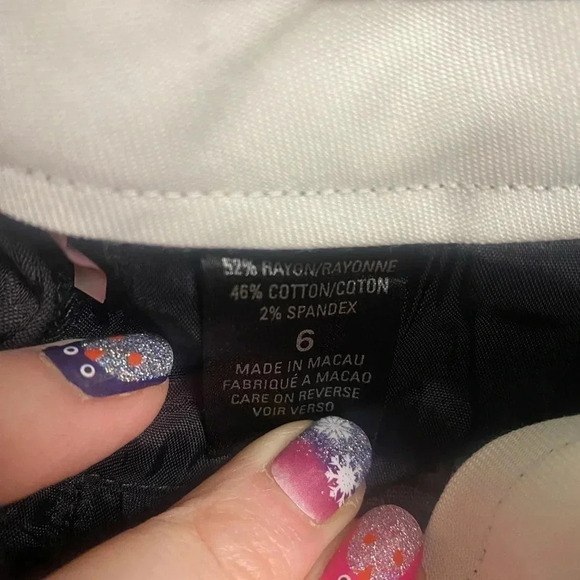 52% RAYON/RAYONNE
46% COTTON/COTON
2% SPANDEX
6
MADE IN MACAU
FABRIQUÉ A MACAO
CARE ON REVERSE
VOIR VERSO